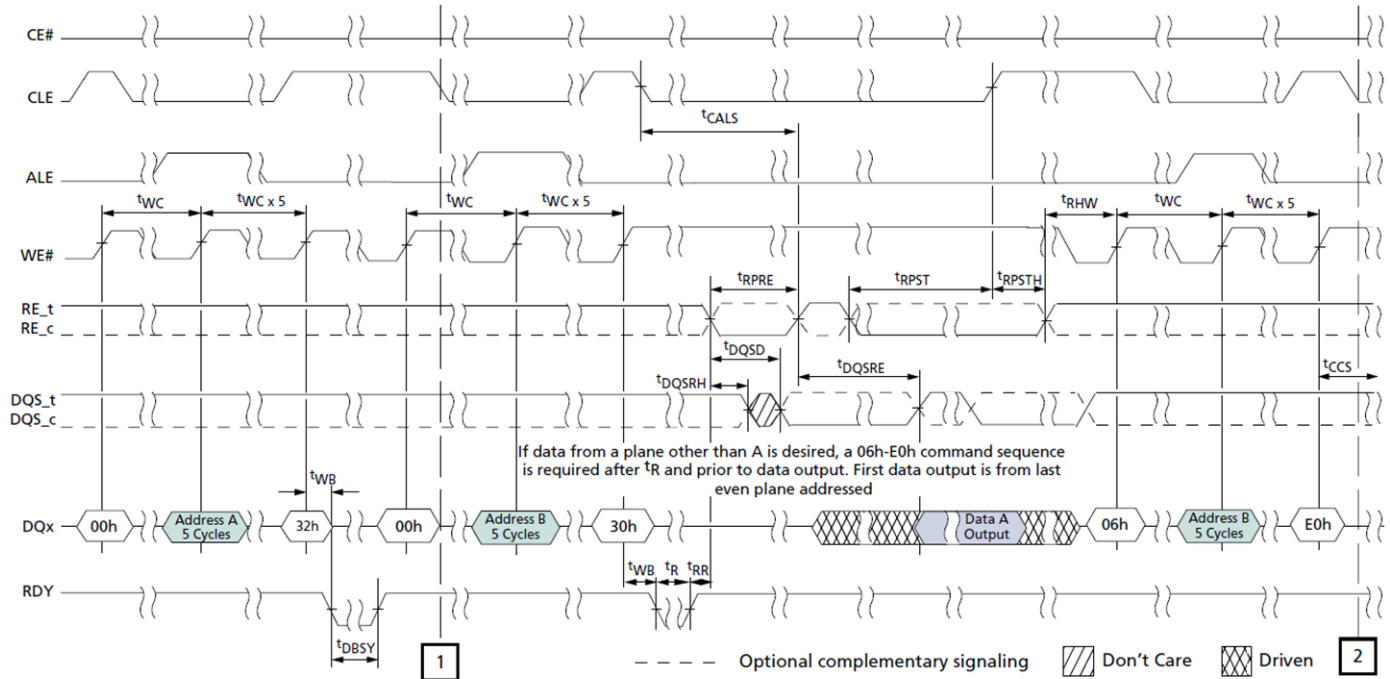 CE#
CLE
tCALS
ALE
tWC
tWC x 5
tWC
tWC x 5
tRHW
tWC
tWC x 5
WE#
tRPRE
tRPST
tRPSTH
RE_t
RE_c
tDQSD
tDQSRH
tDQSRE
tCCS
DQS_t
DQS_c
If data from a plane other than A is desired, a 06h-E0h command sequence
is required after tR and prior to data output. First data output is from last
even plane addressed
tWB
DQx
00h
Address A
5 Cycles
32h
00h
Address B
5 Cycles
30h
Data A
Output
06h
Address B
5 Cycles
E0h
tWB
tR
tRR
RDY
tDBSY
1
2
Optional complementary signaling
Don't Care
Driven